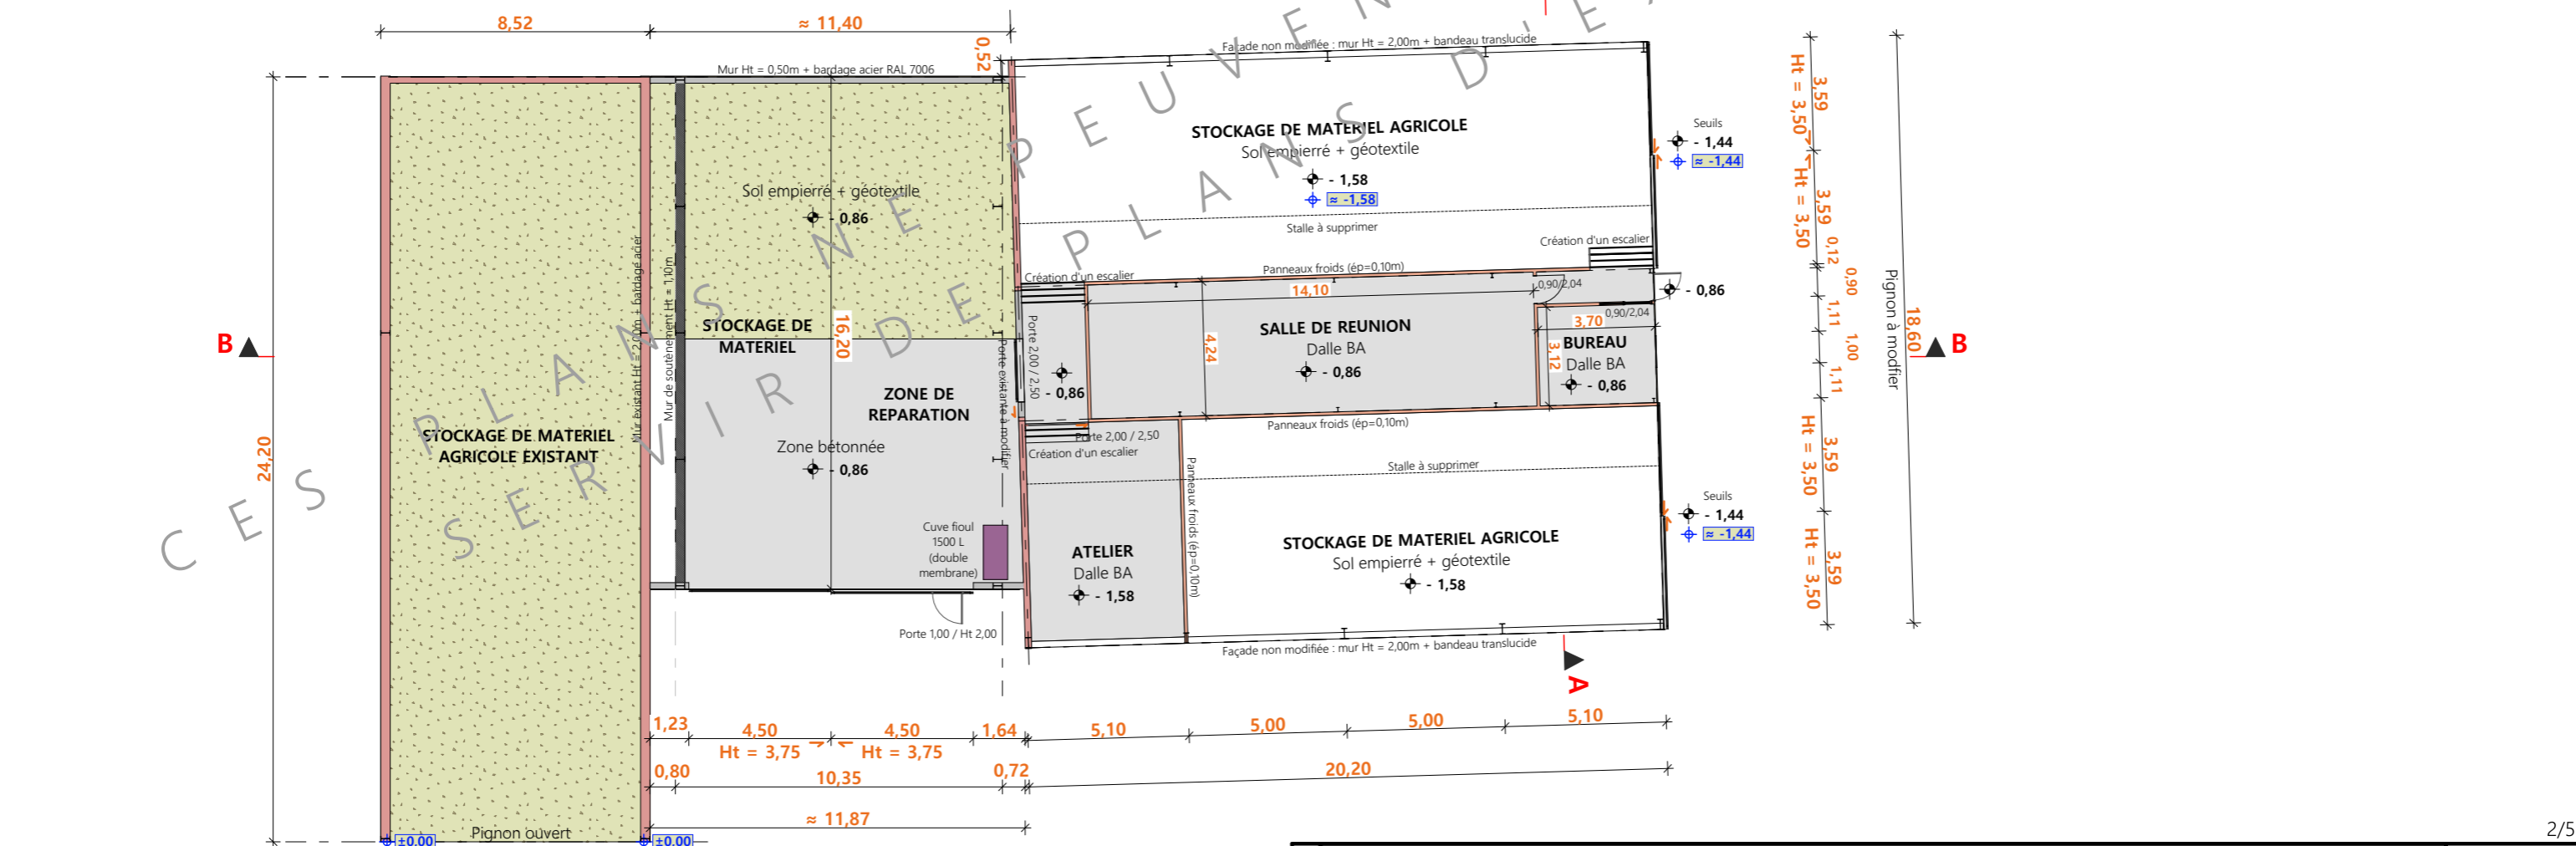 8,52
≈ 11,40
0,52
Mur Ht = 0,50m + bardage acier RAL 7006
Façade non modifiée : mur Ht = 2,00m + bandeau translucide
CES PLANS NE PEUVEN
SERVIR DE PLANS D'E
STOCKAGE DE MATERIEL AGRICOLE
Sol empierré + géotextile
- 1,58
≈ -1,58
Stalle à supprimer
Seuils
- 1,44
≈ -1,44
Ht = 3,50
3,59
Ht = 3,50
3,59
0,12
0,90
1,11
1,00
1,11
Ht = 3,50
3,59
Ht = 3,50
3,59
Pignon à modfier
18,60
Sol empierré + géotextile
- 0,86
Création d'un escalier
Panneaux froids (ép=0,10m)
Création d'un escalier
14,10
0,90/2,04
- 0,86
0,90/2,04
3,70
B
STOCKAGE DE
MATERIEL
16,20
Mur existant Ht = 2,00m + bardage acier
Mur de soutènement Ht = 1,10m
Porte existante à modifier
Porte 2,00 / 2,50
- 0,86
4,24
SALLE DE REUNION
Dalle BA
- 0,86
3,12
BUREAU
Dalle BA
- 0,86
B
ZONE DE
REPARATION
Zone bétonnée
- 0,86
24,20
STOCKAGE DE MATERIEL
AGRICOLE EXISTANT
Porte 2,00 / 2,50
Création d'un escalier
Panneaux froids (ép=0,10m)
Stalle à supprimer
Panneaux froids (ép=0,10m)
Seuils
- 1,44
≈ -1,44
Cuve fioul
1500 L
(double
membrane)
ATELIER
Dalle BA
- 1,58
STOCKAGE DE MATERIEL AGRICOLE
Sol empierré + géotextile
- 1,58
Porte 1,00 / Ht 2,00
Façade non modifiée : mur Ht = 2,00m + bandeau translucide
A
1,23
4,50
4,50
1,64
5,10
5,00
5,00
5,10
Ht = 3,75
Ht = 3,75
0,80
10,35
0,72
20,20
≈ 11,87
Pignon ouvert
±0.00
±0.00
2/5